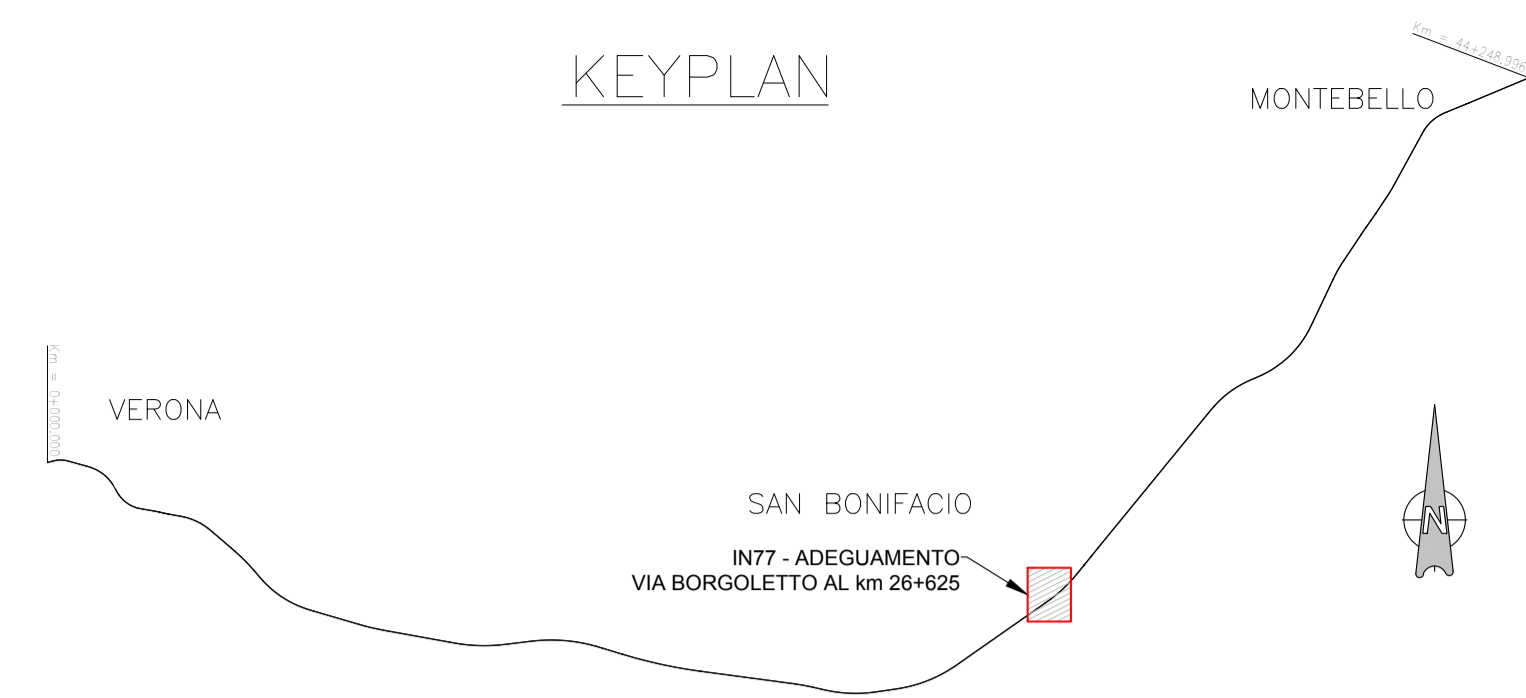 KEYPLAN
Km = 44+248.996
MONTEBELLO
Km = 0+000.000
VERONA
SAN BONIFACIO
IN77 - ADEGUAMENTO
VIA BORGOLETTO AL km 26+625
N